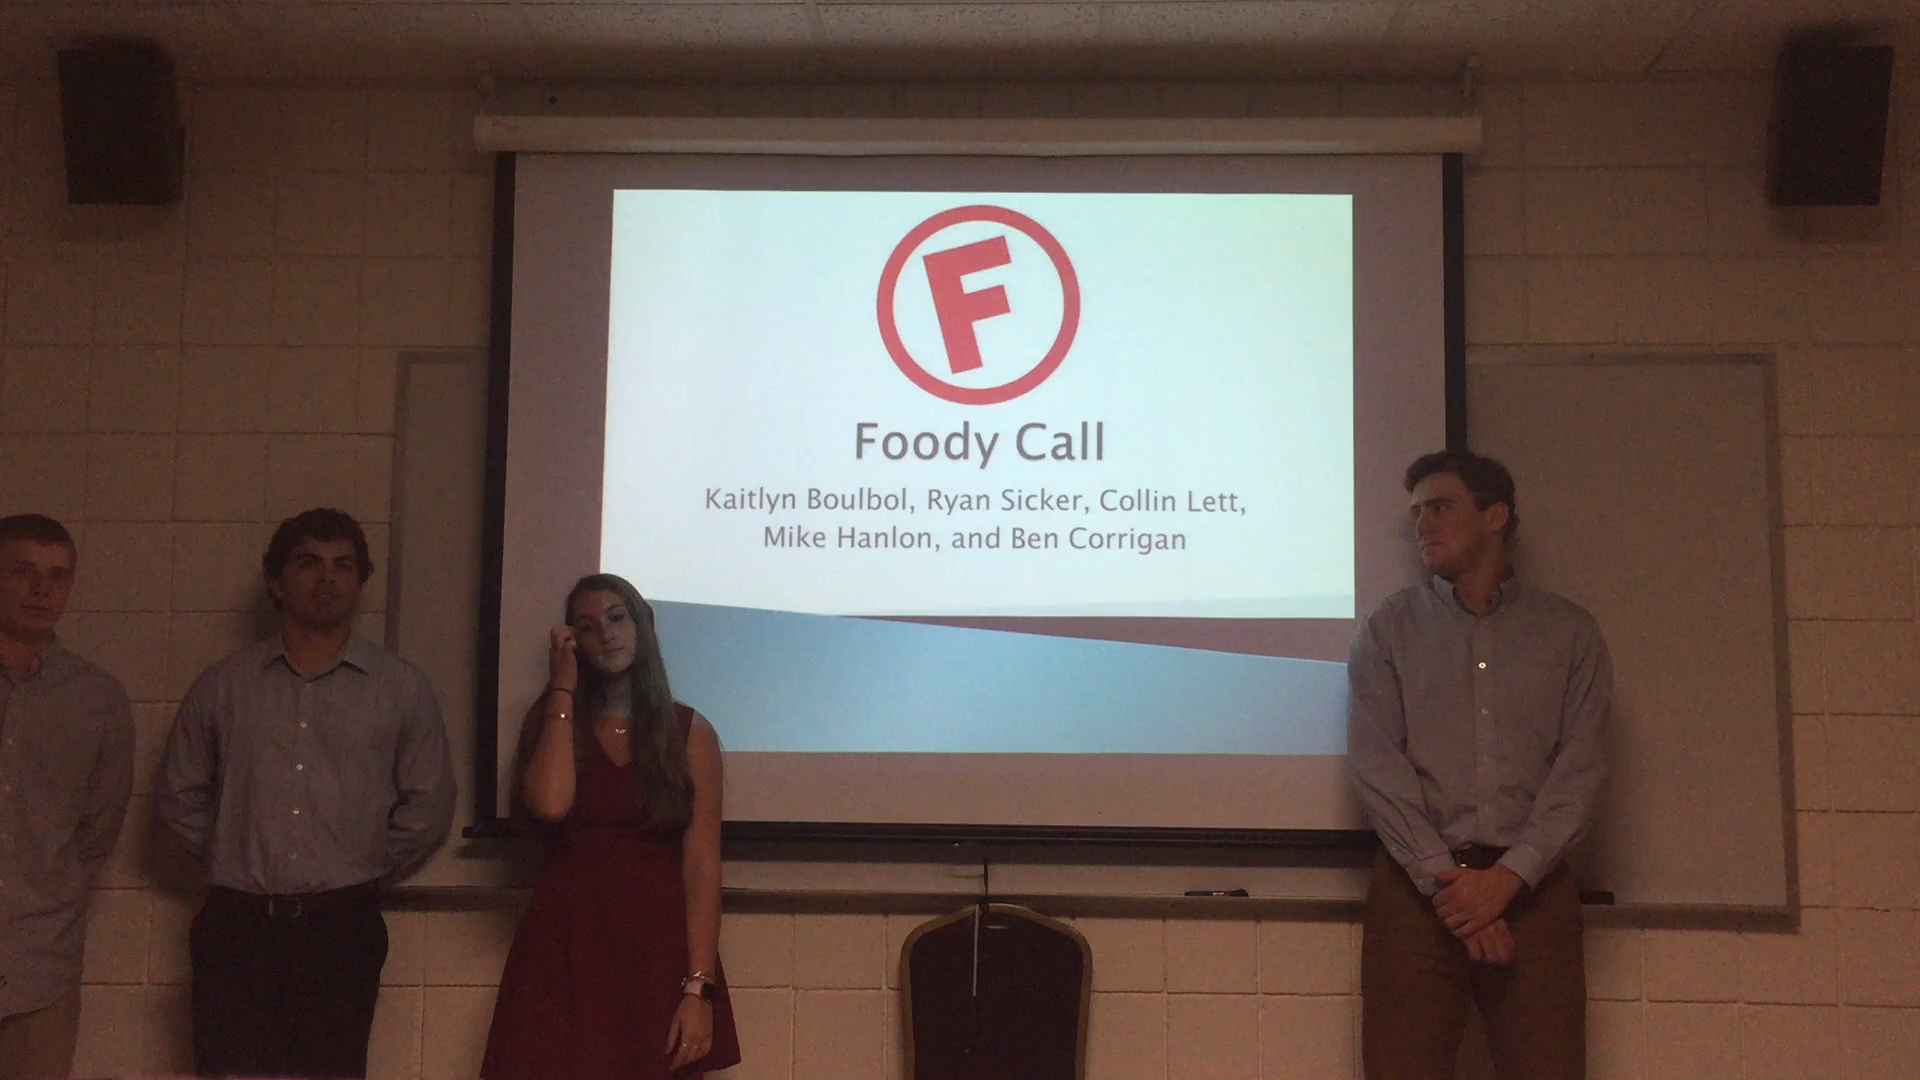 F
Foody Call
Kaitlyn Boulbol, Ryan Sicker, Collin Lett,
Mike Hanlon, and Ben Corrigan